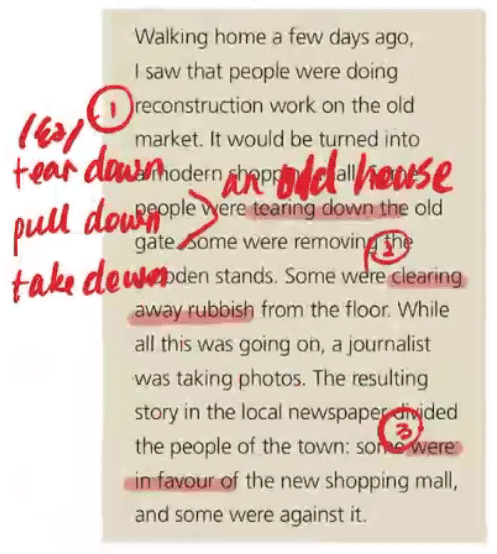 Walking home a few days ago,
I saw that people were doing
① reconstruction work on the old
/eə/
market. It would be turned into
tear down
modern shopping mall
an old house
people were tearing down the old
pull down
gate. Some were removing the
②
take down
wooden stands. Some were clearing
away rubbish from the floor. While
all this was going on, a journalist
was taking photos. The resulting
story in the local newspaper divided
③
the people of the town: some were
in favour of the new shopping mall,
and some were against it.